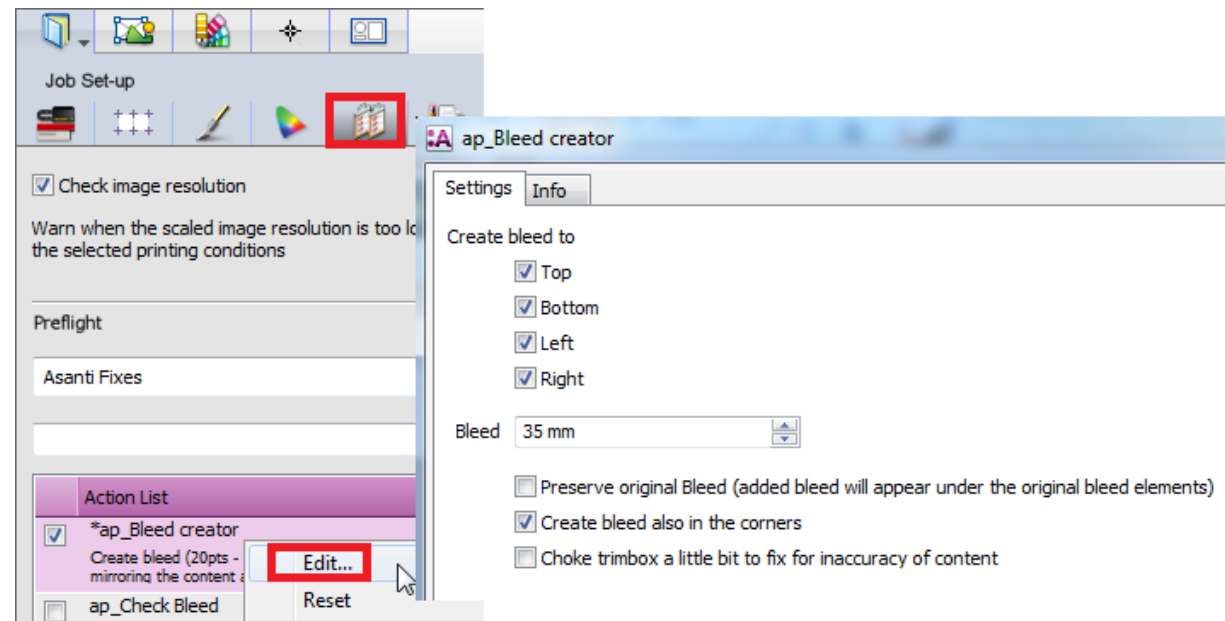 Job Set-up
Check image resolution
Warn when the scaled image resolution is too
the selected printing conditions
Preflight
Asanti Fixes
Action List
*ap_Bleed creator
Create bleed (20pts -
mirroring the content
Edit...
Reset
ap_Check Bleed
:A ap_Bleed creator
Settings
Info
Create bleed to
Top
Bottom
Left
Right
Bleed 35 mm
Preserve original Bleed (added bleed will appear under the original bleed elements)
Create bleed also in the corners
Choke trimbox a little bit to fix for inaccuracy of content